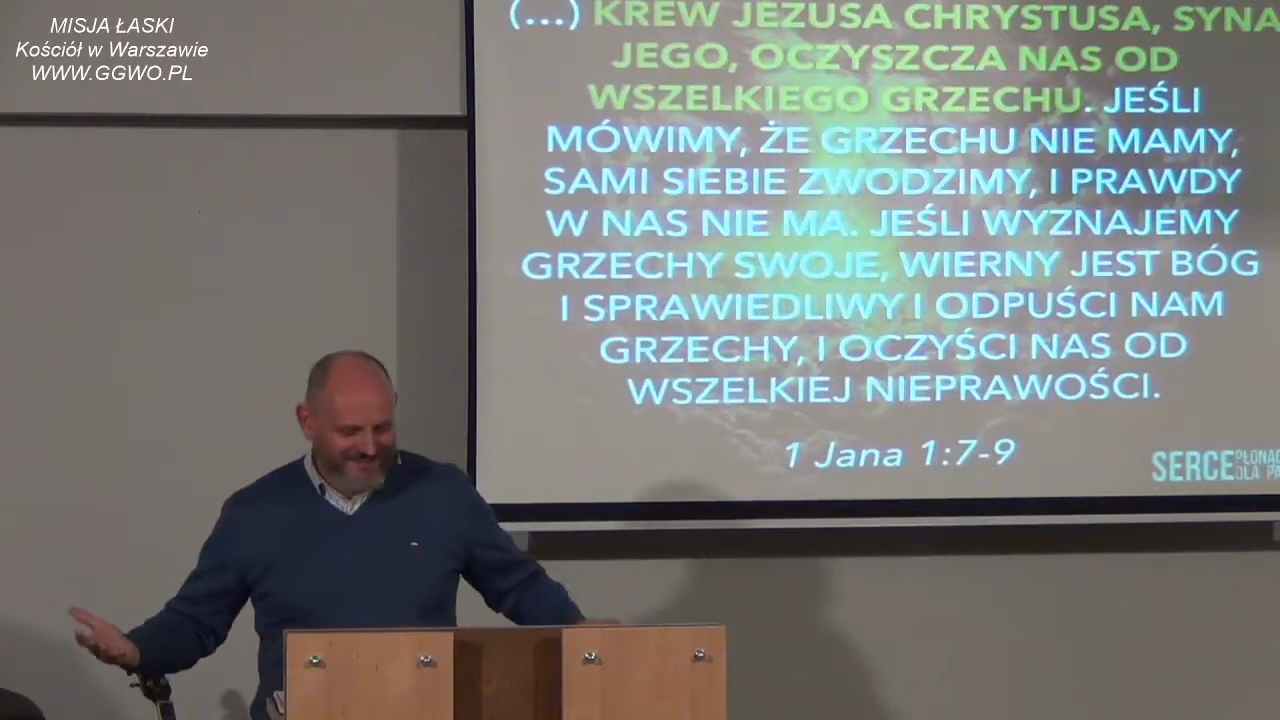 MISJA ŁASKI
Kościół w Warszawie
WWW.GGWO.PL
(...) KREW JEZUSA CHRYSTUSA, SYNA
JEGO, OCZYSZCZA NAS OD
WSZELKIEGO GRZECHU. JEŚLI
MÓWIMY, ŻE GRZECHU NIE MAMY,
SAMI SIEBIE ZWODZIMY, I PRAWDY
W NAS NIE MA. JEŚLI WYZNAJEMY
GRZECHY SWOJE, WIERNY JEST BÓG
I SPRAWIEDLIWY I ODPUŚCI NAM
GRZECHY, I OCZYŚCI NAS OD
WSZELKIEJ NIEPRAWOŚCI.
1 Jana 1:7-9
SERCE
DLA